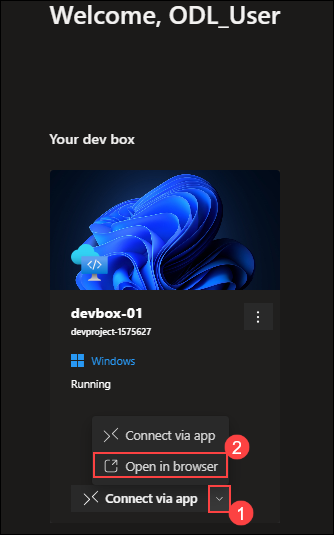 Welcome, ODL_User
Your dev box
devbox-01
devproject-1575627
Windows
Running
Connect via app
2
Open in browser
Connect via app
1